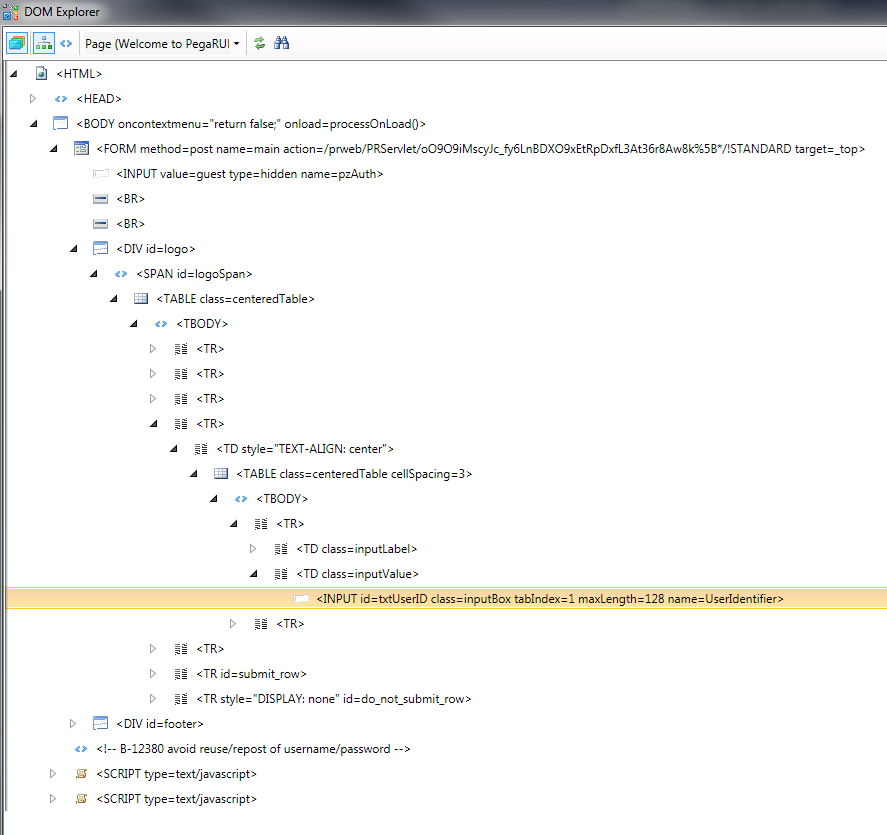 DOM Explorer
Page (Welcome to PegaRUI
<HTML>
<HEAD>
<BODY oncontextmenu="return false;" onload=processOnLoad()>
<FORM method=post name=main action=/prweb/PRServlet/oO9O9iMscyJc_fy6LnBDXO9xEtRpDxfL3At36r8Aw8k%5B*/!STANDARD target=_top>
<INPUT value=guest type=hidden name=pzAuth>
<BR>
<BR>
<DIV id=logo>
<SPAN id=logoSpan>
<TABLE class=centeredTable>
<TBODY>
<TR>
<TR>
<TR>
<TR>
<TD style="TEXT-ALIGN: center">
<TABLE class=centeredTable cellSpacing=3>
<TBODY>
<TR>
<TD class=inputLabel>
<TD class=inputValue>
<INPUT id=txtUserID class=inputBox tabIndex=1 maxLength=128 name=UserIdentifier>
<TR>
<TR>
<TR id=submit_row>
<TR style="DISPLAY: none" id=do_not_submit_row>
<DIV id=footer>
<!-- B-12380 avoid reuse/repost of username/password -->
<SCRIPT type=text/javascript>
<SCRIPT type=text/javascript>